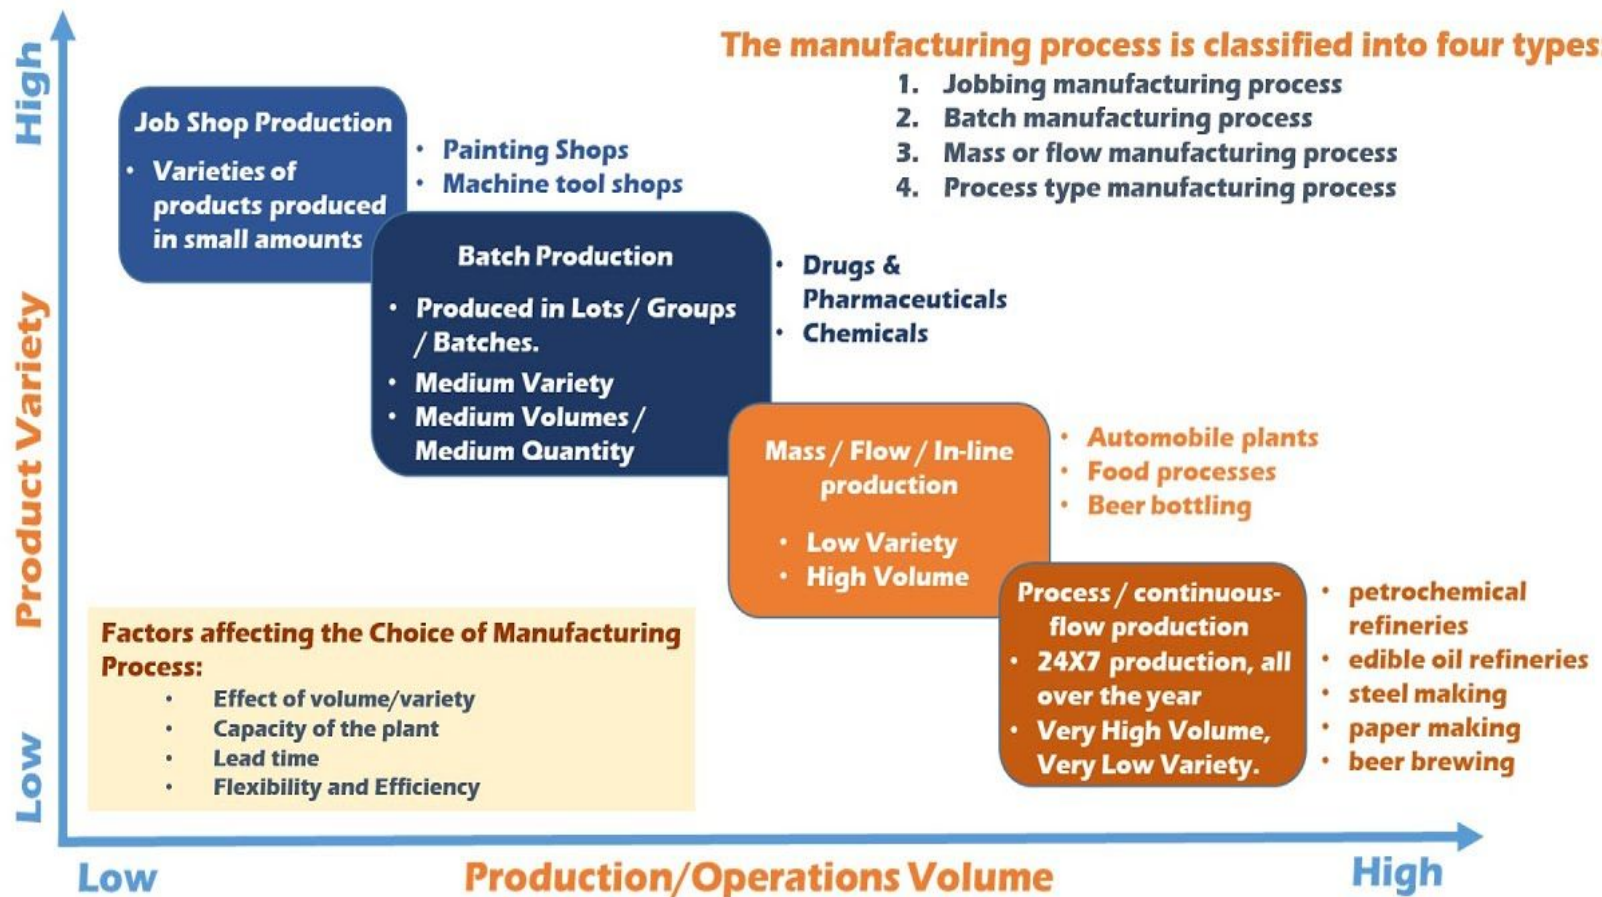 The manufacturing process is classified into four types
1. Jobbing manufacturing process
2. Batch manufacturing process
3. Mass or flow manufacturing process
4. Process type manufacturing process
High
Product Variety
Low
Job Shop Production
• Varieties of
products produced
in small amounts
• Painting Shops
• Machine tool shops
Batch Production
• Produced in Lots / Groups
/ Batches.
• Medium Variety
• Medium Volumes /
Medium Quantity
• Drugs &
Pharmaceuticals
• Chemicals
Mass / Flow / In-line
production
• Low Variety
• High Volume
• Automobile plants
• Food processes
• Beer bottling
Process / continuous-
flow production
• 24X7 production, all
over the year
• Very High Volume,
Very Low Variety.
• petrochemical
refineries
• edible oil refineries
• steel making
• paper making
• beer brewing
Factors affecting the Choice of Manufacturing
Process:
• Effect of volume/variety
• Capacity of the plant
• Lead time
• Flexibility and Efficiency
Low
Production/Operations Volume
High